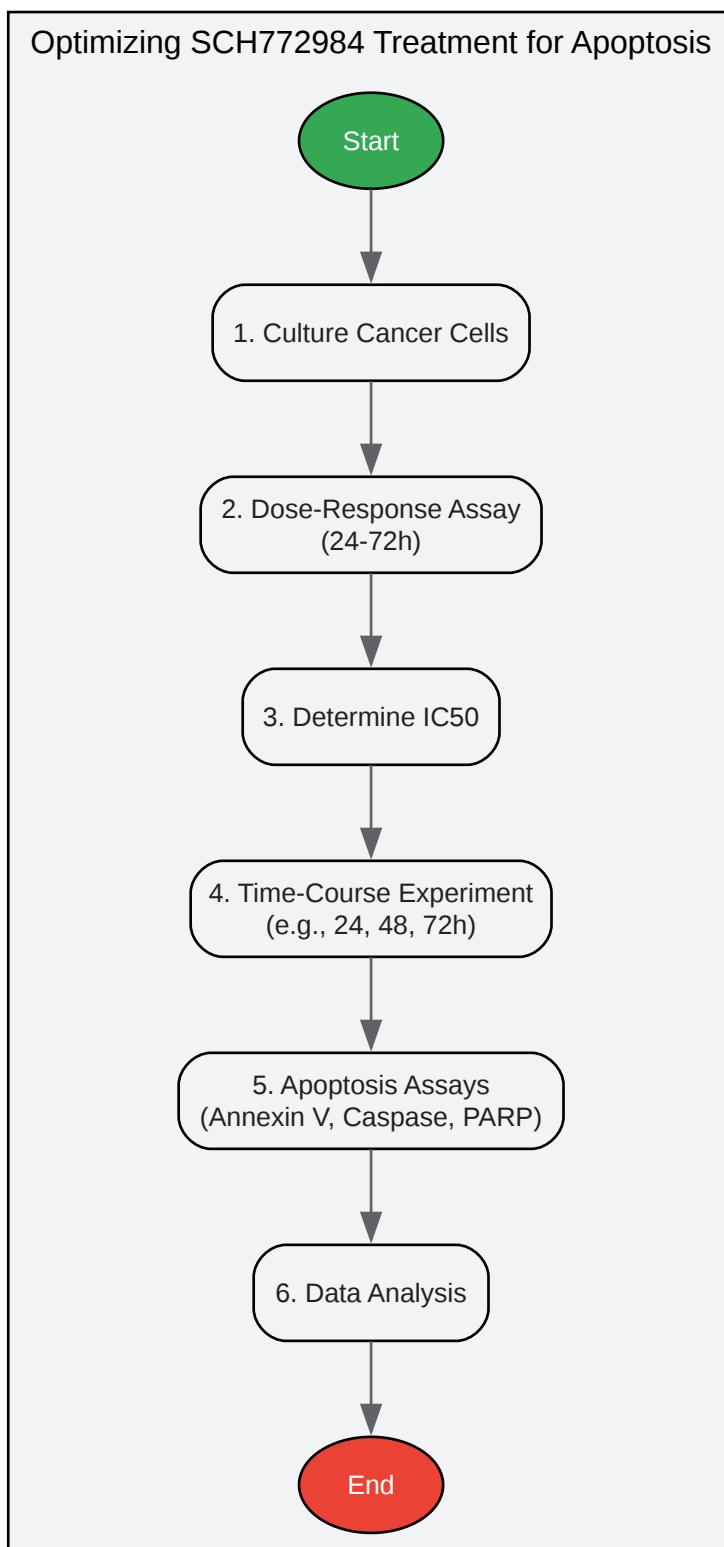 Optimizing SCH772984 Treatment for Apoptosis
Start
1. Culture Cancer Cells
2. Dose-Response Assay
(24-72h)
3. Determine IC50
4. Time-Course Experiment
(e.g., 24, 48, 72h)
5. Apoptosis Assays
(Annexin V, Caspase, PARP)
6. Data Analysis
End